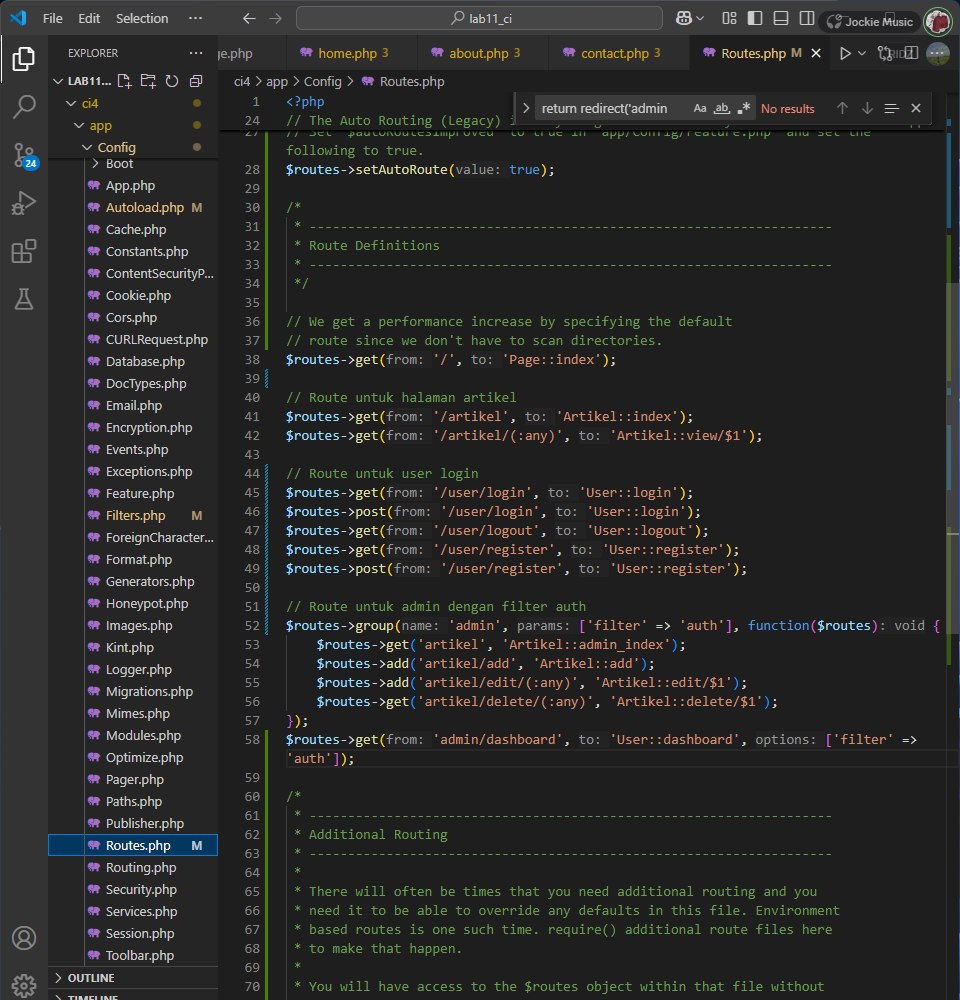 File Edit Selection ··· lab11_ci Jockie Music
EXPLORER ···
LAB11...
ci4
app
Config
Boot
App.php
Autoload.php M
Cache.php
Constants.php
ContentSecurityP...
Cookie.php
Cors.php
CURLRequest.php
Database.php
DocTypes.php
Email.php
Encryption.php
Events.php
Exceptions.php
Feature.php
Filters.php M
ForeignCharacter...
Format.php
Generators.php
Honeypot.php
Images.php
Kint.php
Logger.php
Migrations.php
Mimes.php
Modules.php
Optimize.php
Pager.php
Paths.php
Publisher.php
Routes.php M
Routing.php
Security.php
Services.php
Session.php
Toolbar.php
OUTLINE
TIMELINE
24
ge.php home.php 3 about.php 3 contact.php 3 Routes.php M
ci4 > app > Config > Routes.php
return redirect('admin Aa ab .* No results
1 <?php
24 // The Auto Routing (Legacy) i
27 // Set `$autoRoutesImproved` to true in `app/Config/Feature.php` and set the
following to true.
28 $routes->setAutoRoute(value: true);
29
30 /*
31 * --------------------------------------------------------------------
32 * Route Definitions
33 * --------------------------------------------------------------------
34 */
35
36 // We get a performance increase by specifying the default
37 // route since we don't have to scan directories.
38 $routes->get(from: '/', to: 'Page::index');
39
40 // Route untuk halaman artikel
41 $routes->get(from: '/artikel', to: 'Artikel::index');
42 $routes->get(from: '/artikel/(:any)', to: 'Artikel::view/$1');
43
44 // Route untuk user login
45 $routes->get(from: '/user/login', to: 'User::login');
46 $routes->post(from: '/user/login', to: 'User::login');
47 $routes->get(from: '/user/logout', to: 'User::logout');
48 $routes->get(from: '/user/register', to: 'User::register');
49 $routes->post(from: '/user/register', to: 'User::register');
50
51 // Route untuk admin dengan filter auth
52 $routes->group(name: 'admin', params: ['filter' => 'auth'], function($routes): void {
53 $routes->get('artikel', 'Artikel::admin_index');
54 $routes->add('artikel/add', 'Artikel::add');
55 $routes->add('artikel/edit/(:any)', 'Artikel::edit/$1');
56 $routes->get('artikel/delete/(:any)', 'Artikel::delete/$1');
57 });
58 $routes->get(from: 'admin/dashboard', to: 'User::dashboard', options: ['filter' =>
'auth']);
59
60 /*
61 * --------------------------------------------------------------------
62 * Additional Routing
63 * --------------------------------------------------------------------
64 *
65 * There will often be times that you need additional routing and you
66 * need it to be able to override any defaults in this file. Environment
67 * based routes is one such time. require() additional route files here
68 * to make that happen.
69 *
70 * You will have access to the $routes object within that file without